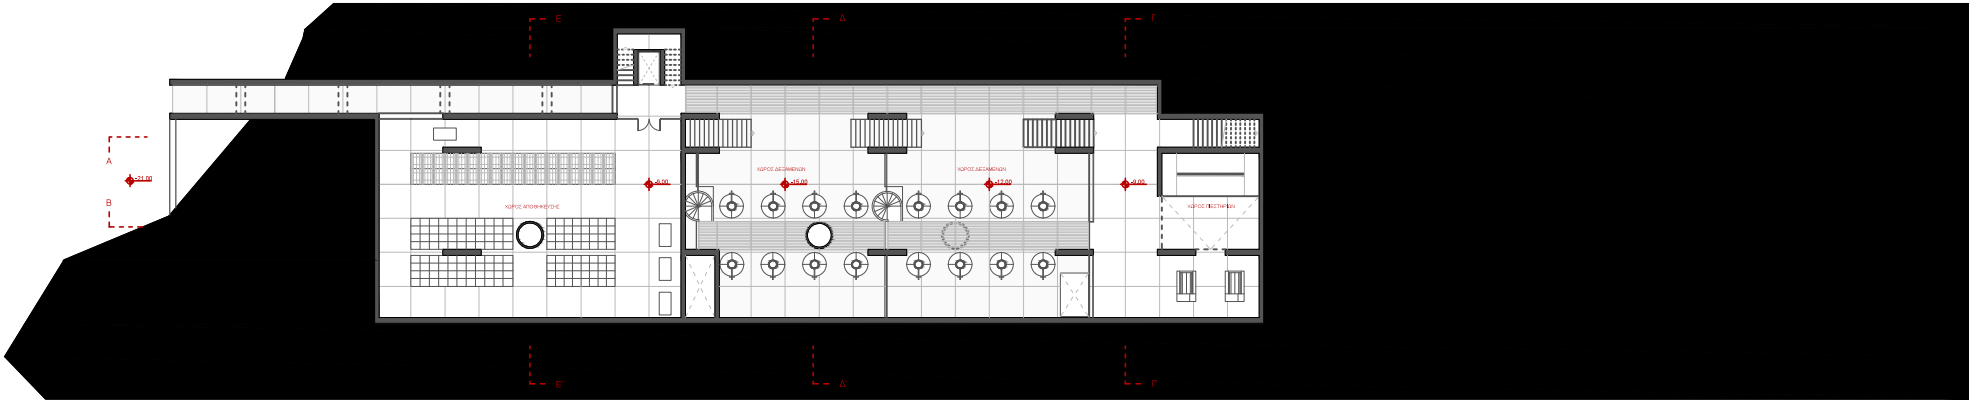 E
Δ
Γ
A
-21.00
B
ΧΩΡΟΣ ΔΕΞΑΜΕΝΩΝ
ΧΩΡΟΣ ΔΕΞΑΜΕΝΩΝ
-9.00
-15.00
-12.00
-9.00
ΧΩΡΟΣ ΑΠΟΘΗΚΕΥΣΗΣ
ΧΩΡΟΣ ΠΙΕΣΤΗΡΙΩΝ
E'
Δ'
Γ'